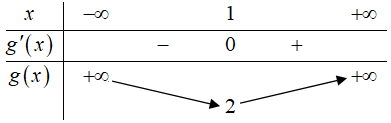 x −∞ 1 +∞
g′(x) − 0 +
g(x) +∞ +∞
2